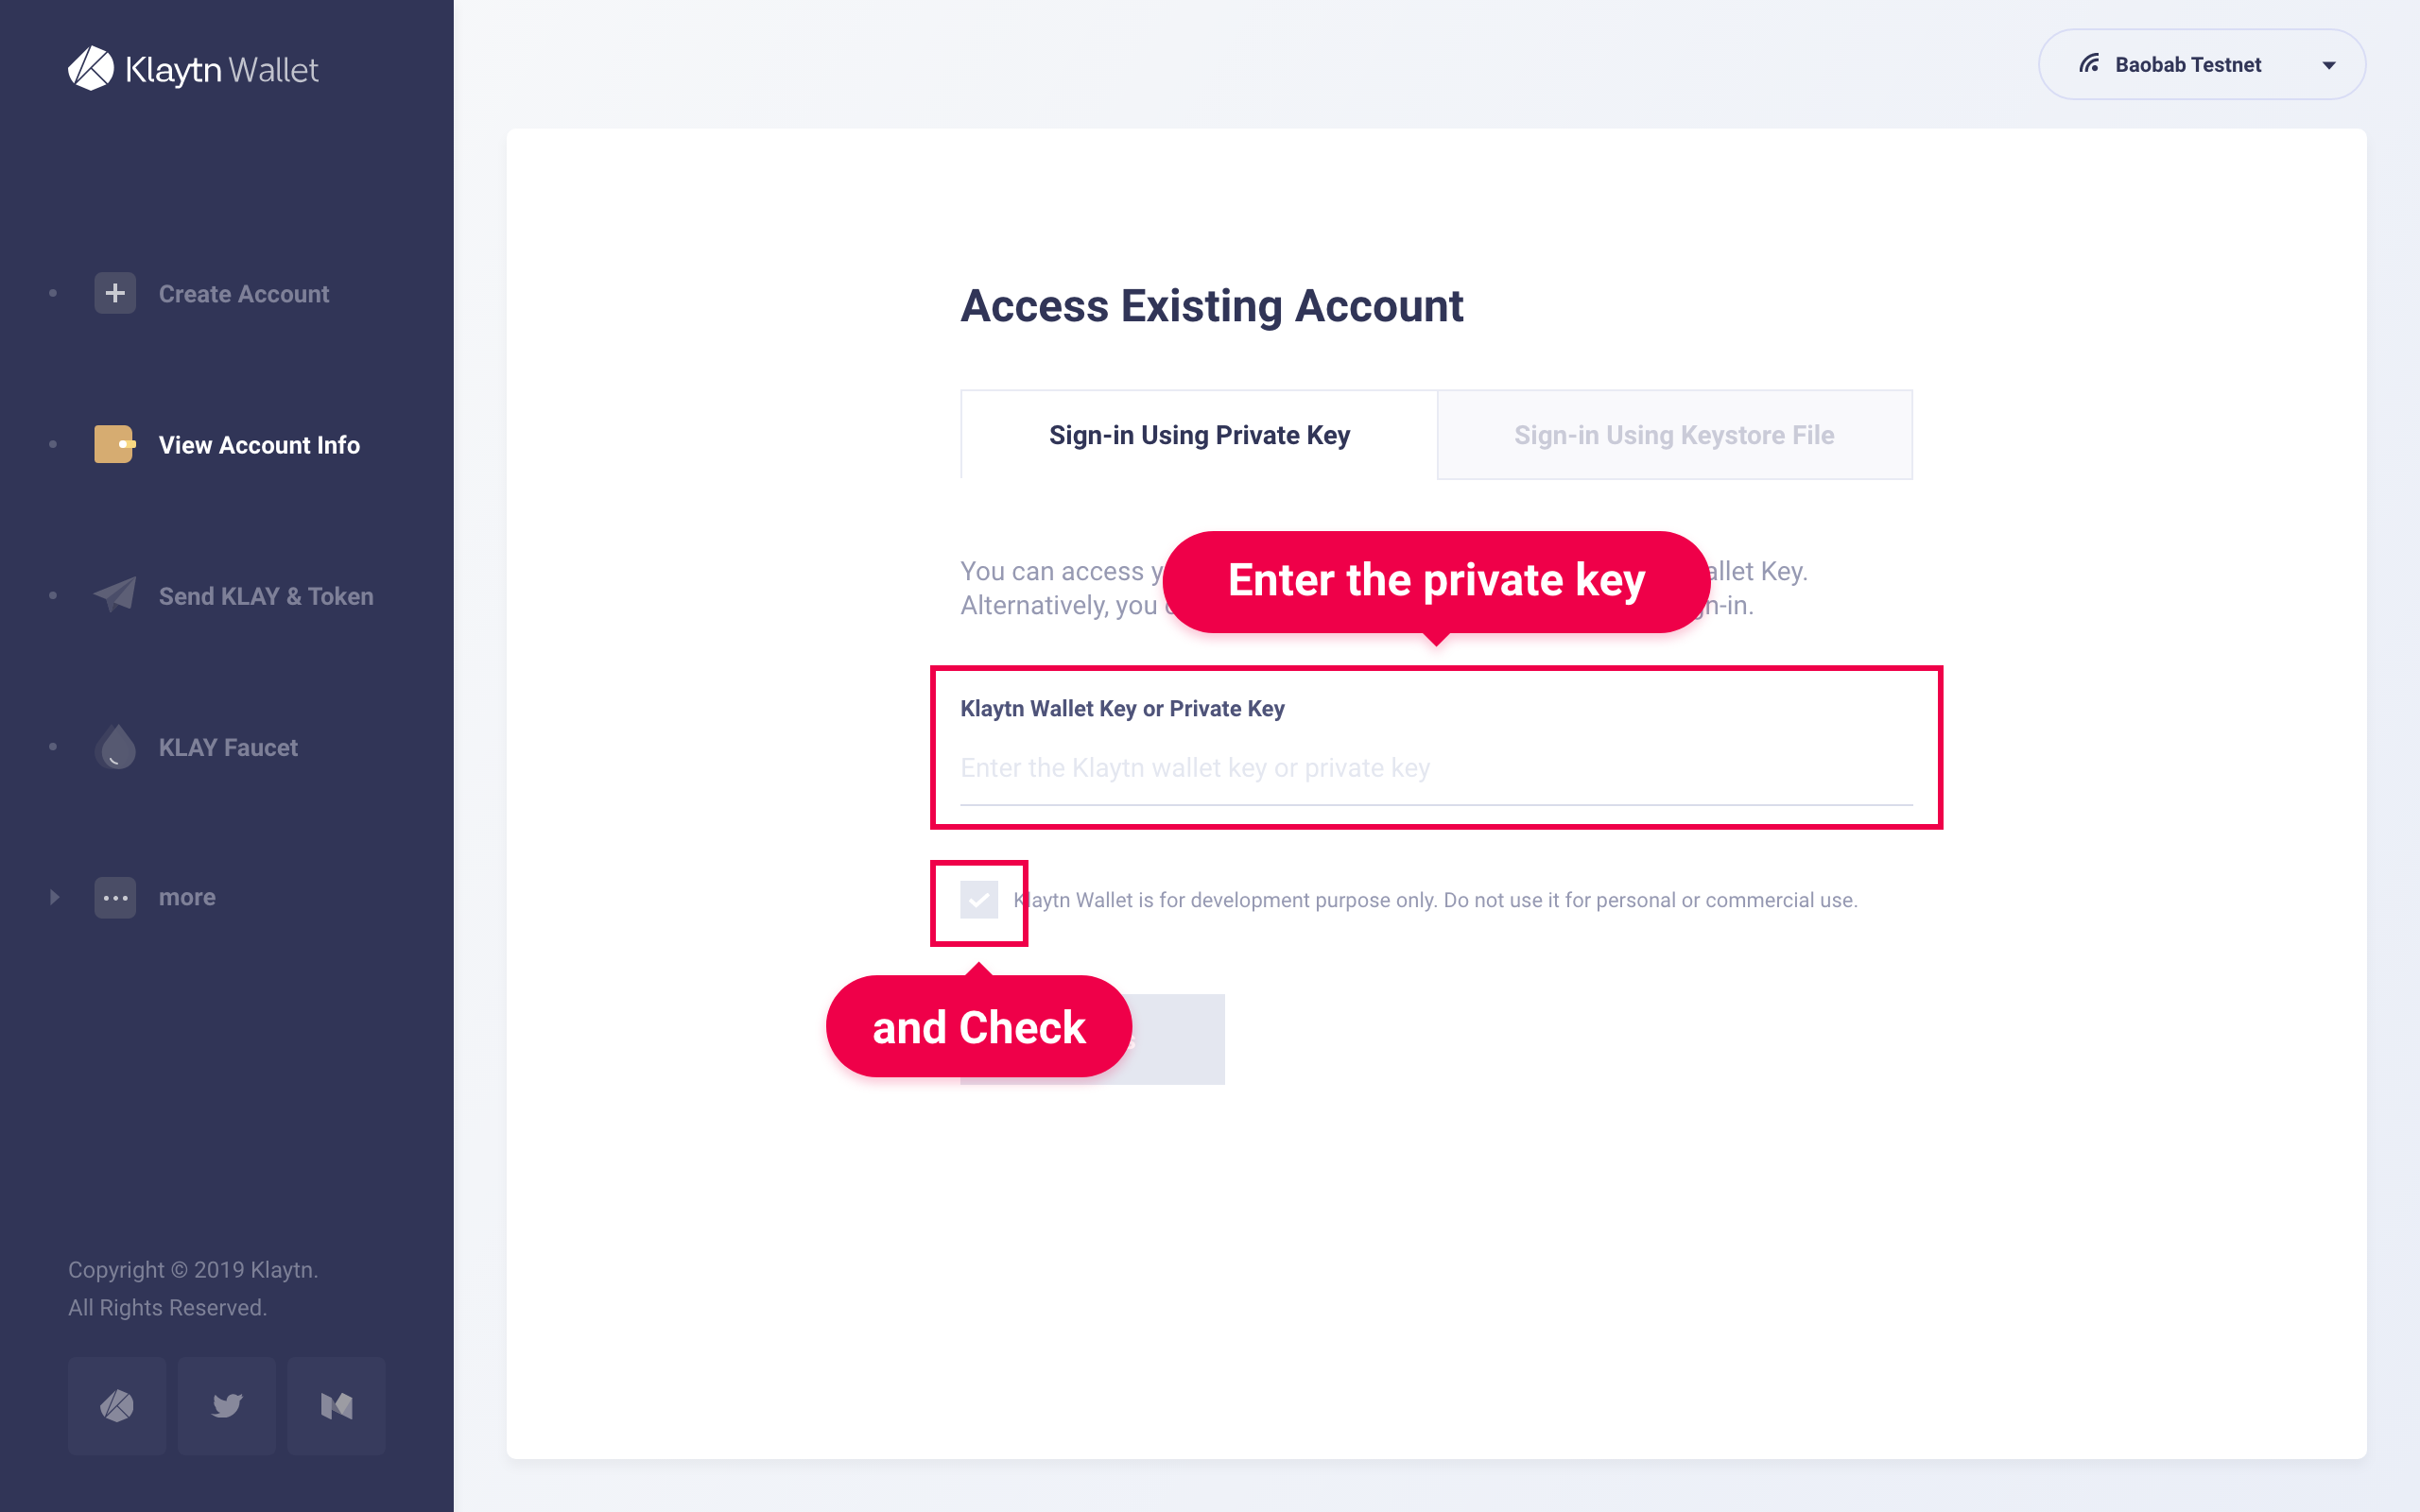 Klaytn Wallet
Baobab Testnet
Create Account
View Account Info
Send KLAY & Token
KLAY Faucet
more
Copyright © 2019 Klaytn.
All Rights Reserved.
Access Existing Account
Sign-in Using Private Key
Sign-in Using Keystore File
You can access allet Key.
Alternatively, you n-in.
Enter the private key
Klaytn Wallet Key or Private Key
Enter the Klaytn wallet key or private key
Klaytn Wallet is for development purpose only. Do not use it for personal or commercial use.
and Check